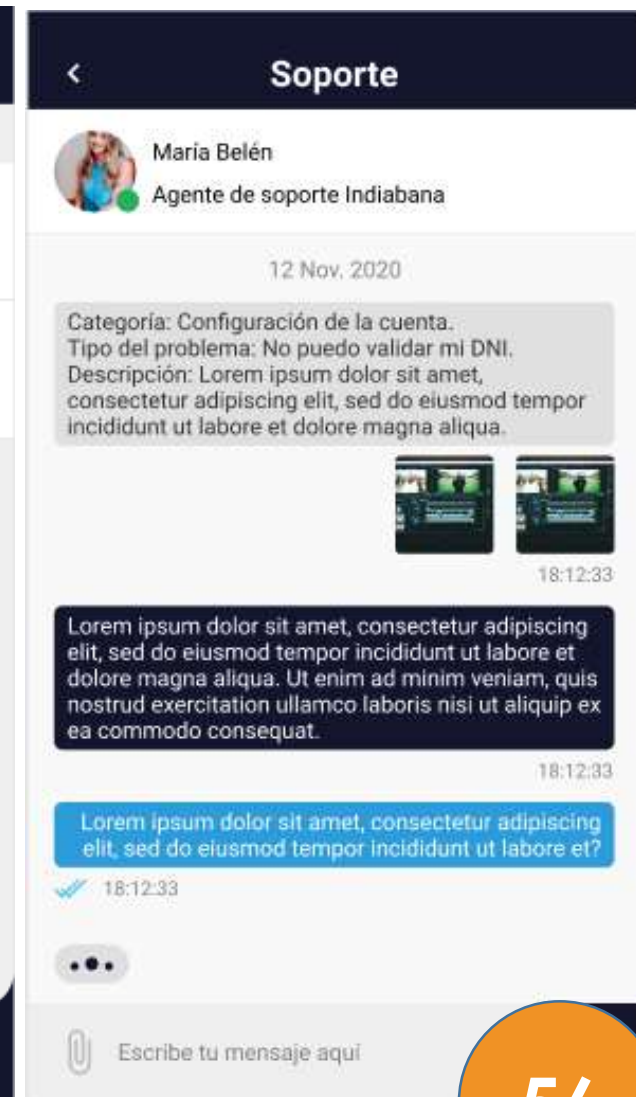 Soporte
María Belén
Agente de soporte Indiabana
12 Nov. 2020
Categoría: Configuración de la cuenta.
Tipo del problema: No puedo validar mi DNI.
Descripción: Lorem ipsum dolor sit amet,
consectetur adipiscing elit, sed do eiusmod tempor
incididunt ut labore et dolore magna aliqua.
18:12:33
Lorem ipsum dolor sit amet, consectetur adipiscing
elit, sed do eiusmod tempor incididunt ut labore et
dolore magna aliqua. Ut enim ad minim veniam, quis
nostrud exercitation ullamco laboris nisi ut aliquip ex
ea commodo consequat.
18:12:33
Lorem ipsum dolor sit amet, consectetur adipiscing
elit, sed do eiusmod tempor incididunt ut labore et?
18:12:33
Escribe tu mensaje aquí